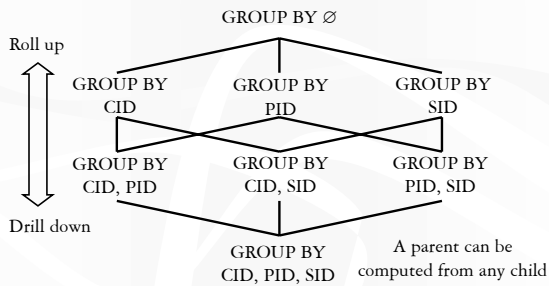 GROUP BY ∅
Roll up
GROUP BY
CID
GROUP BY
PID
GROUP BY
SID
GROUP BY
CID, PID
GROUP BY
CID, SID
GROUP BY
PID, SID
Drill down
GROUP BY
CID, PID, SID
A parent can be
computed from any child